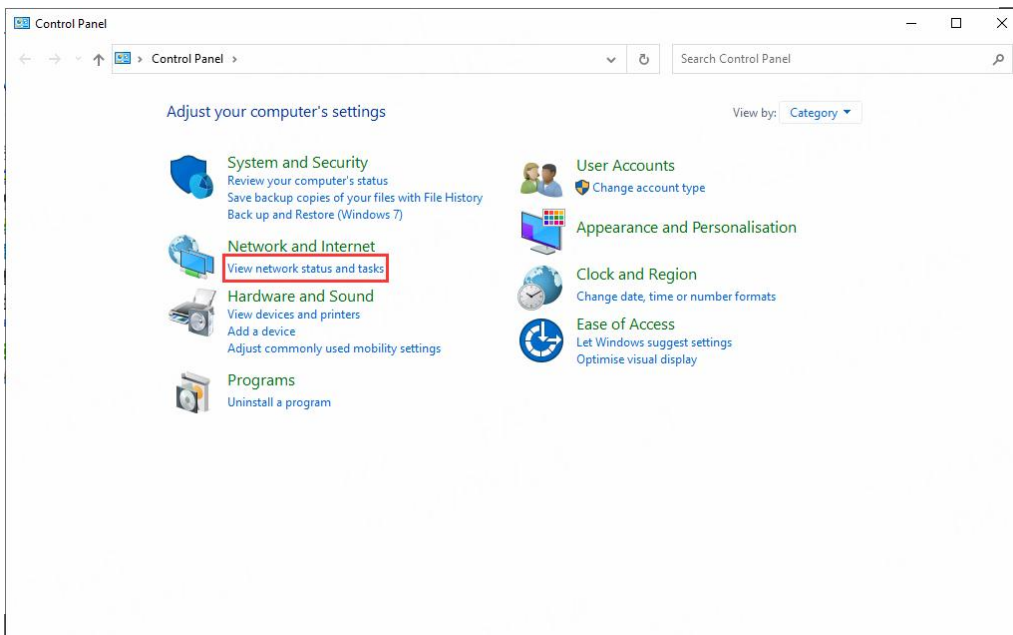 Control Panel
Control Panel
Search Control Panel
Adjust your computer's settings
View by: Category
System and Security
Review your computer's status
Save backup copies of your files with File History
Back up and Restore (Windows 7)
Network and Internet
View network status and tasks
Hardware and Sound
View devices and printers
Add a device
Adjust commonly used mobility settings
Programs
Uninstall a program
User Accounts
Change account type
Appearance and Personalisation
Clock and Region
Change date, time or number formats
Ease of Access
Let Windows suggest settings
Optimise visual display